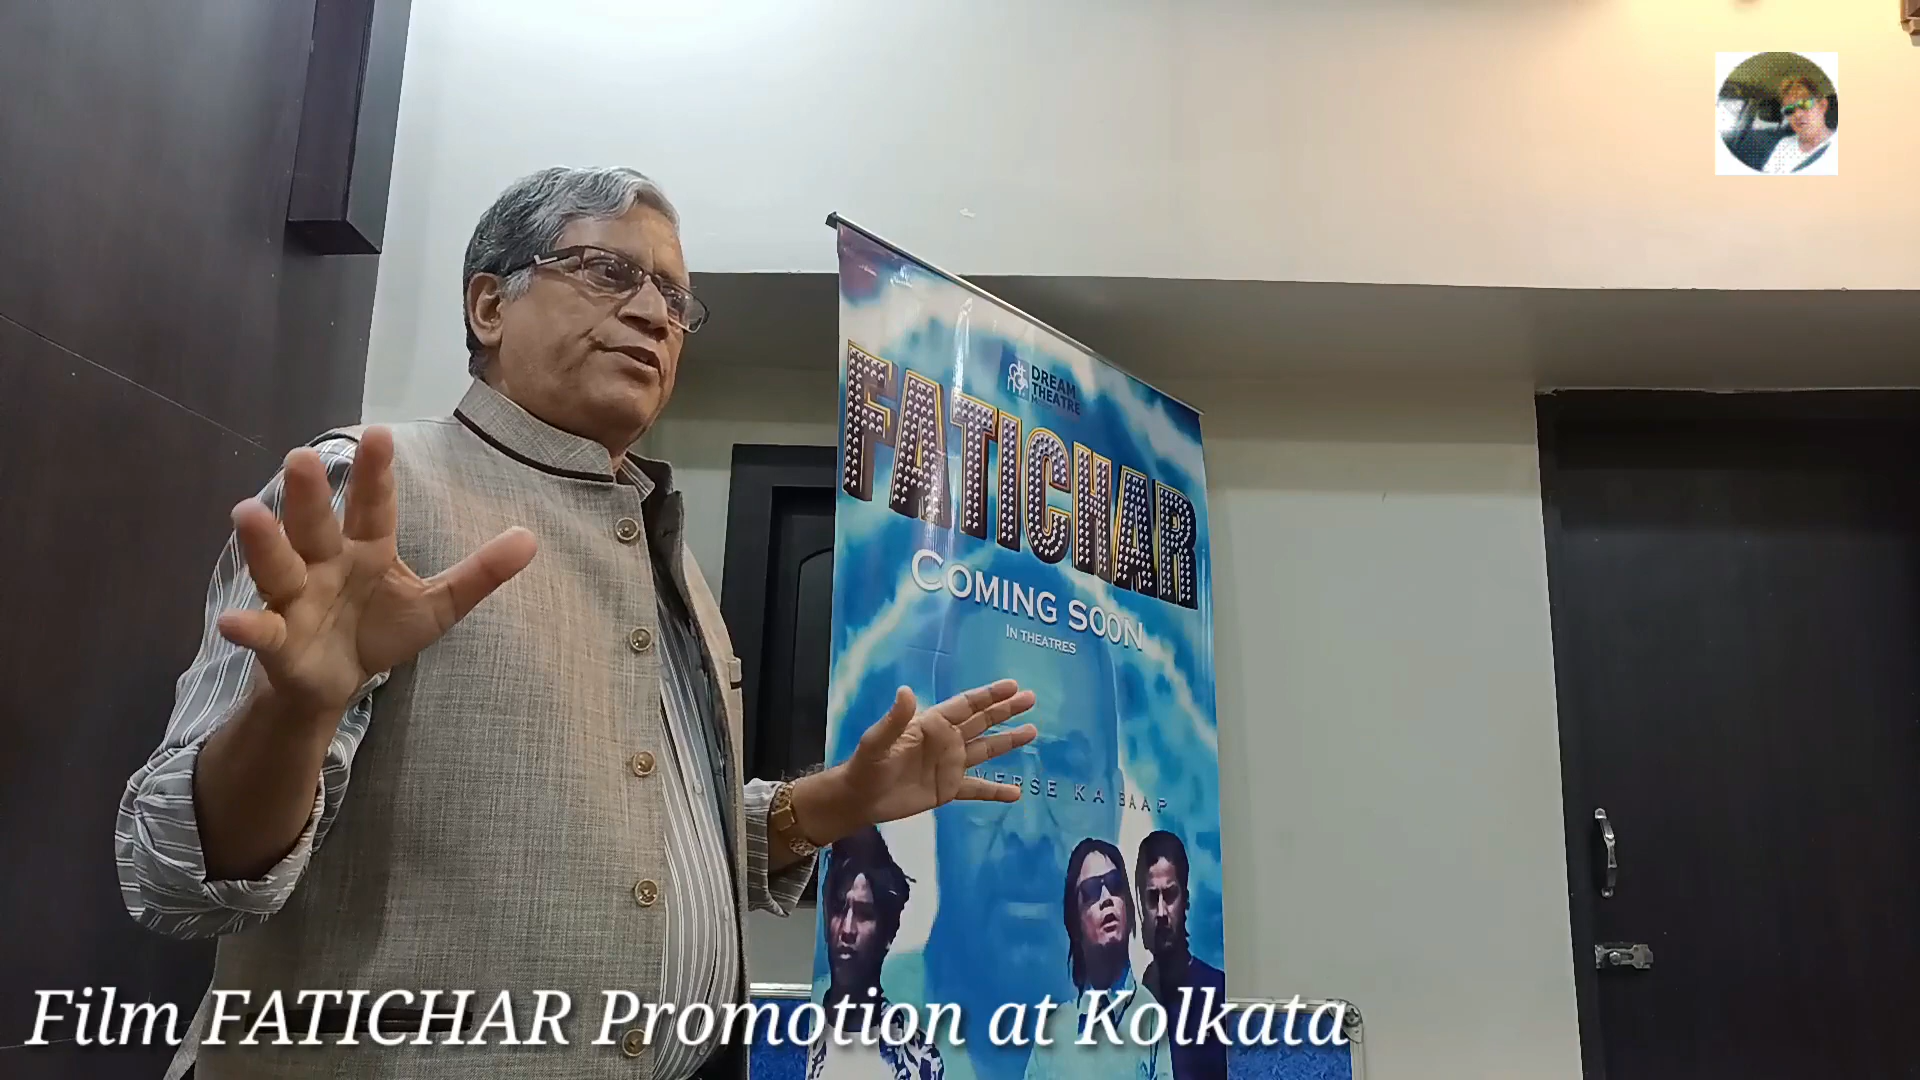 DREAM
THEATRE
FATICHAR
COMING SOON
IN THEATRES
VERSE KA BAAP
Film FATICHAR Promotion at Kolkata